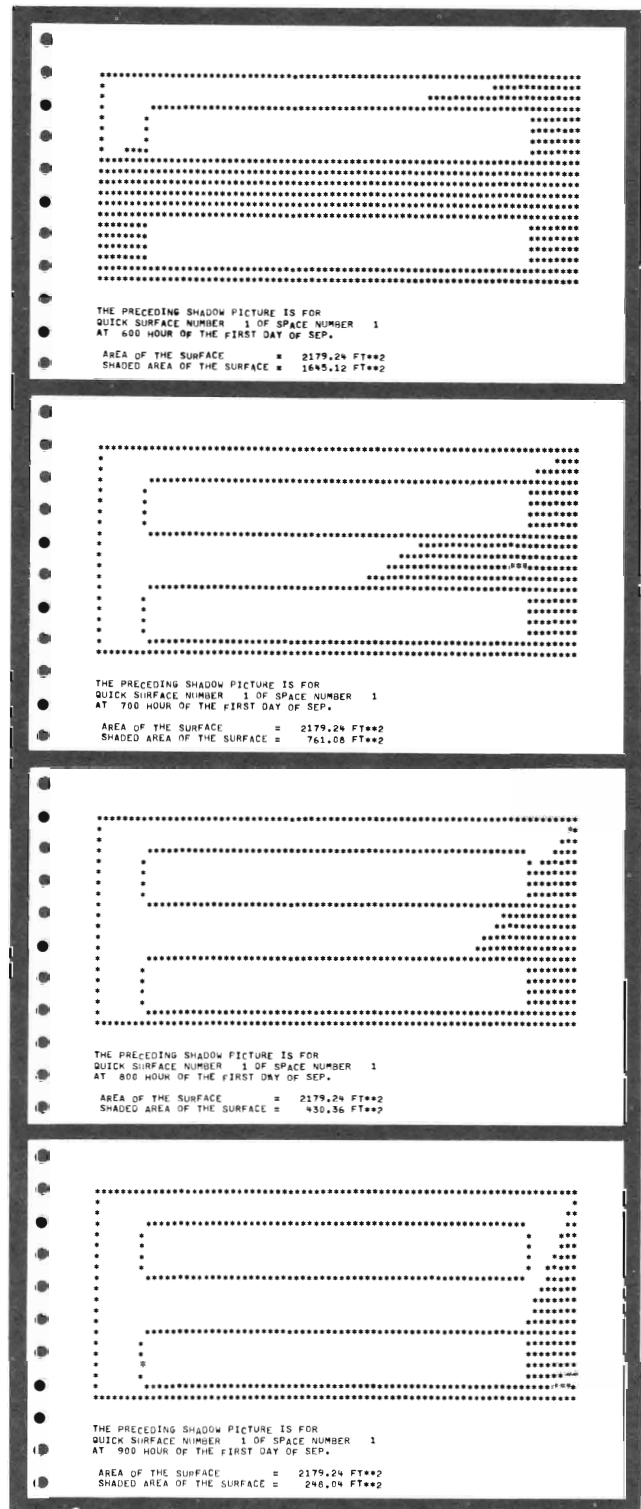 THE PRECEDING SHADOW PICTURE IS FOR
QUICK SURFACE NUMBER 1 OF SPACE NUMBER 1
AT 600 HOUR OF THE FIRST DAY OF SEP.
AREA OF THE SURFACE = 2179.24 FT**2
SHADED AREA OF THE SURFACE = 1645.12 FT**2
THE PRECEDING SHADOW PICTURE IS FOR
QUICK SURFACE NUMBER 1 OF SPACE NUMBER 1
AT 700 HOUR OF THE FIRST DAY OF SEP.
AREA OF THE SURFACE = 2179.24 FT**2
SHADED AREA OF THE SURFACE = 761.08 FT**2
THE PRECEDING SHADOW PICTURE IS FOR
QUICK SURFACE NUMBER 1 OF SPACE NUMBER 1
AT 800 HOUR OF THE FIRST DAY OF SEP.
AREA OF THE SURFACE = 2179.24 FT**2
SHADED AREA OF THE SURFACE = 430.36 FT**2
THE PRECEDING SHADOW PICTURE IS FOR
QUICK SURFACE NUMBER 1 OF SPACE NUMBER 1
AT 900 HOUR OF THE FIRST DAY OF SEP.
AREA OF THE SURFACE = 2179.24 FT**2
SHADED AREA OF THE SURFACE = 248.04 FT**2